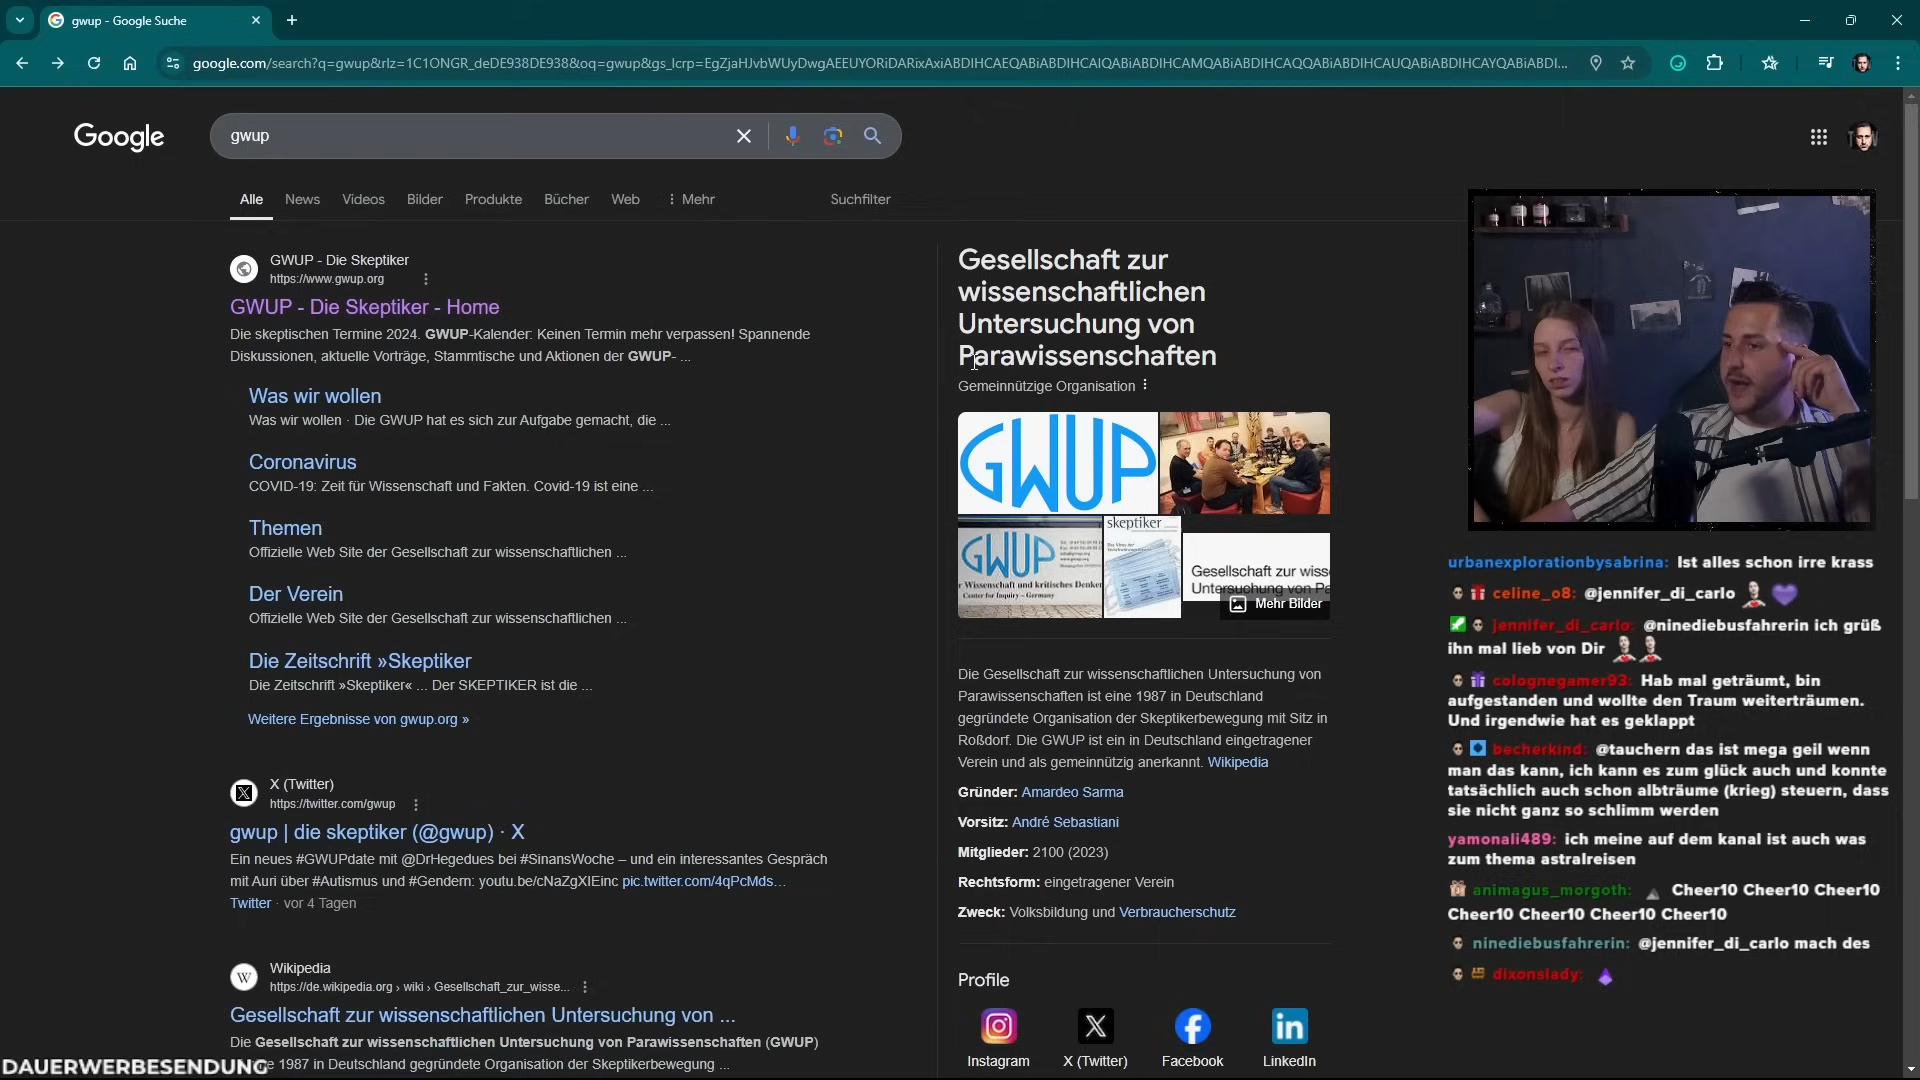 gwup - Google Suche
google.com/search?q=gwup&rlz=1C1ONGR_deDE938DE938&oq=gwup&gs_lcrp=EgZjaHJvbWUyDwgAEEUYORiDARixAxiABDIHCAEQABiABDIHCAIQABiABDIHCAMQABiABDIHCAQQABiABDIHCAUQABiABDIHCAYQABiABDI...
Google
gwup
Alle News Videos Bilder Produkte Bücher Web Mehr Suchfilter
GWUP - Die Skeptiker
https://www.gwup.org
GWUP - Die Skeptiker - Home
Die skeptischen Termine 2024. GWUP-Kalender: Keinen Termin mehr verpassen! Spannende
Diskussionen, aktuelle Vorträge, Stammtische und Aktionen der GWUP- ...
Was wir wollen
Was wir wollen · Die GWUP hat es sich zur Aufgabe gemacht, die ...
Coronavirus
COVID-19: Zeit für Wissenschaft und Fakten. Covid-19 ist eine ...
Themen
Offizielle Web Site der Gesellschaft zur wissenschaftlichen ...
Der Verein
Offizielle Web Site der Gesellschaft zur wissenschaftlichen ...
Die Zeitschrift »Skeptiker
Die Zeitschrift »Skeptiker« ... Der SKEPTIKER ist die ...
Weitere Ergebnisse von gwup.org »
X (Twitter)
https://twitter.com/gwup
gwup | die skeptiker (@gwup) · X
Ein neues #GWUPdate mit @DrHegedues bei #SinansWoche – und ein interessantes Gespräch
mit Auri über #Autismus und #Gendern: youtu.be/cNaZgXIEinc pic.twitter.com/4qPcMds...
Twitter · vor 4 Tagen
W
Wikipedia
https://de.wikipedia.org › wiki › Gesellschaft_zur_wisse...
Gesellschaft zur wissenschaftlichen Untersuchung von ...
Die Gesellschaft zur wissenschaftlichen Untersuchung von Parawissenschaften (GWUP)
e 1987 in Deutschland gegründete Organisation der Skeptikerbewegung ...
DAUERWERBESENDUNG
Gesellschaft zur
wissenschaftlichen
Untersuchung von
Parawissenschaften
Gemeinnützige Organisation
GWUP
GWUP
r Wissenschaft und kritisches Denken
Center for Inquiry – Germany
skeptiker
Gesellschaft zur wisse
Untersuchung von Pa
Mehr Bilder
Die Gesellschaft zur wissenschaftlichen Untersuchung von
Parawissenschaften ist eine 1987 in Deutschland
gegründete Organisation der Skeptikerbewegung mit Sitz in
Roßdorf. Die GWUP ist ein in Deutschland eingetragener
Verein und als gemeinnützig anerkannt. Wikipedia
Gründer: Amardeo Sarma
Vorsitz: André Sebastiani
Mitglieder: 2100 (2023)
Rechtsform: eingetragener Verein
Zweck: Volksbildung und Verbraucherschutz
Profile
Instagram X (Twitter) Facebook LinkedIn
urbanexplorationbysabrina: Ist alles schon irre krass
celine_o8: @jennifer_di_carlo
jennifer_di_carlo: @ninediebusfahrerin ich grüß
ihn mal lieb von Dir
colognegamer93: Hab mal geträumt, bin
aufgestanden und wollte den Traum weiterträumen.
Und irgendwie hat es geklappt
becherkind: @tauchern das ist mega geil wenn
man das kann, ich kann es zum glück auch und konnte
tatsächlich auch schon albträume (krieg) steuern, dass
sie nicht ganz so schlimm werden
yamonali489: ich meine auf dem kanal ist auch was
zum thema astralreisen
animagus_morgoth: Cheer10 Cheer10 Cheer10
Cheer10 Cheer10 Cheer10 Cheer10
ninediebusfahrerin: @jennifer_di_carlo mach des
dixonslady: